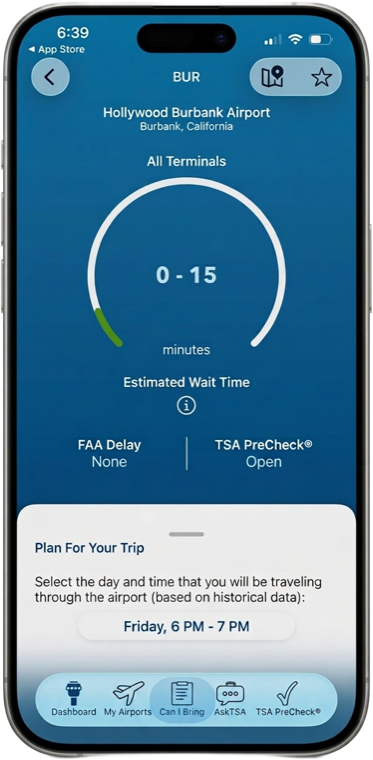 6:39
◀ App Store
BUR
Hollywood Burbank Airport
Burbank, California
All Terminals
0 - 15
minutes
Estimated Wait Time
i
FAA Delay
None
TSA PreCheck®
Open
Plan For Your Trip
Select the day and time that you will be traveling
through the airport (based on historical data):
Friday, 6 PM - 7 PM
Dashboard My Airports Can I Bring AskTSA TSA PreCheck®